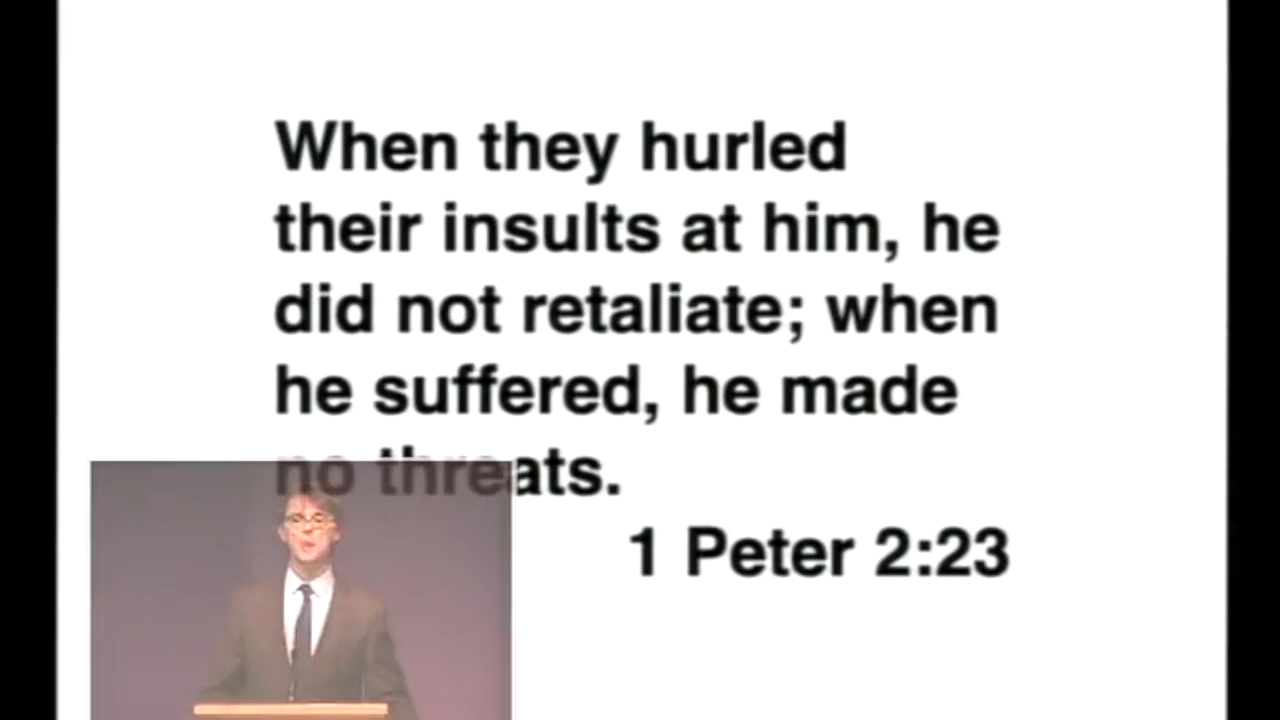 When they hurled
their insults at him, he
did not retaliate; when
he suffered, he made
no threats.
1 Peter 2:23